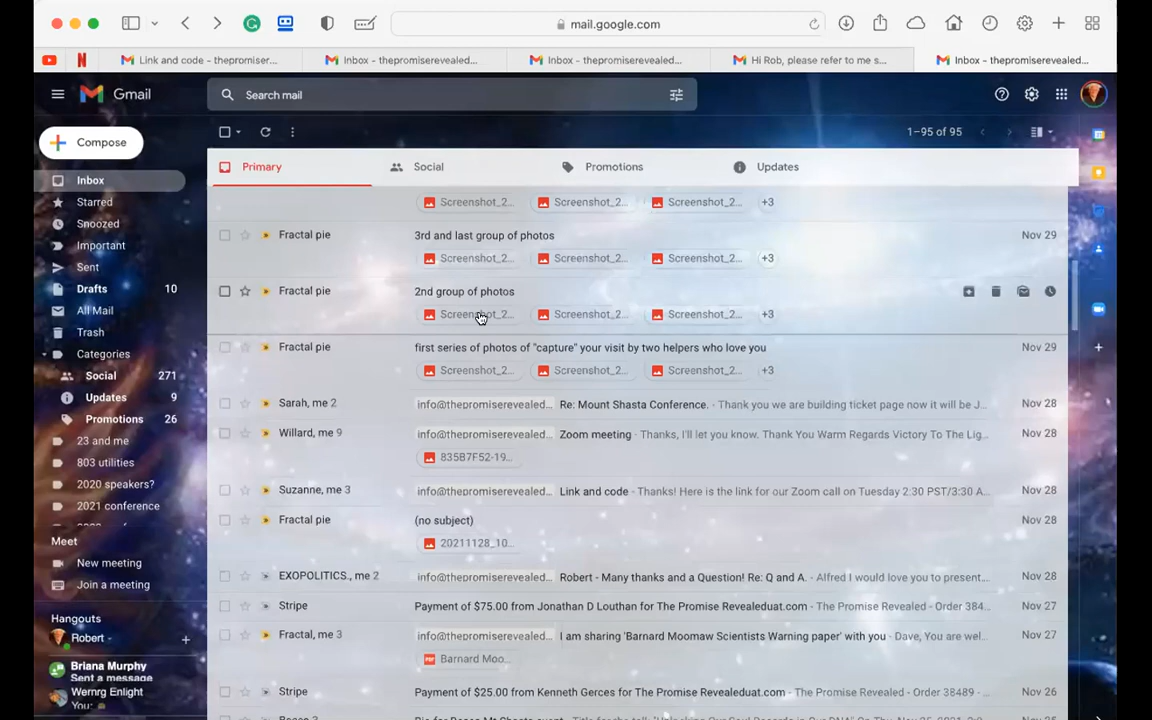 mail.google.com
Link and code - thepromiser...
Inbox - thepromiserevealed...
Inbox - thepromiserevealed...
Hi Rob, please refer to me s...
Inbox - thepromiserevealed...
Gmail
Search mail
Compose
1–95 of 95
Primary
Social
Promotions
Updates
Inbox
Starred
Snoozed
Important
Sent
Drafts 10
All Mail
Trash
Categories
Social 271
Updates 9
Promotions 26
23 and me
803 utilities
2020 speakers?
2021 conference
Meet
New meeting
Join a meeting
Hangouts
Robert
Briana Murphy
Sent a message
Wernrg Enlight
You:
Screenshot_2... Screenshot_2... Screenshot_2... +3
Fractal pie 3rd and last group of photos Nov 29
Screenshot_2... Screenshot_2... Screenshot_2... +3
Fractal pie 2nd group of photos
Screenshot_2... Screenshot_2... Screenshot_2... +3
Fractal pie first series of photos of "capture" your visit by two helpers who love you Nov 29
Screenshot_2... Screenshot_2... Screenshot_2... +3
Sarah, me 2 info@thepromiserevealed... Re: Mount Shasta Conference. - Thank you we are building ticket page now it will be J... Nov 28
Willard, me 9 info@thepromiserevealed... Zoom meeting - Thanks, I'll let you know. Thank You Warm Regards Victory To The Lig... Nov 28
835B7F52-19...
Suzanne, me 3 info@thepromiserevealed... Link and code - Thanks! Here is the link for our Zoom call on Tuesday 2:30 PST/3:30 A... Nov 28
Fractal pie (no subject) Nov 28
20211128_10...
EXOPOLITICS., me 2 info@thepromiserevealed... Robert - Many thanks and a Question! Re: Q and A. - Alfred I would love you to present... Nov 28
Stripe Payment of $75.00 from Jonathan D Louthan for The Promise Revealeduat.com - The Promise Revealed - Order 384... Nov 27
Fractal, me 3 info@thepromiserevealed... I am sharing 'Barnard Moomaw Scientists Warning paper' with you - Dave, You are wel... Nov 27
PDF Barnard Moo...
Stripe Payment of $25.00 from Kenneth Gerces for The Promise Revealeduat.com - The Promise Revealed - Order 38489 - ... Nov 26